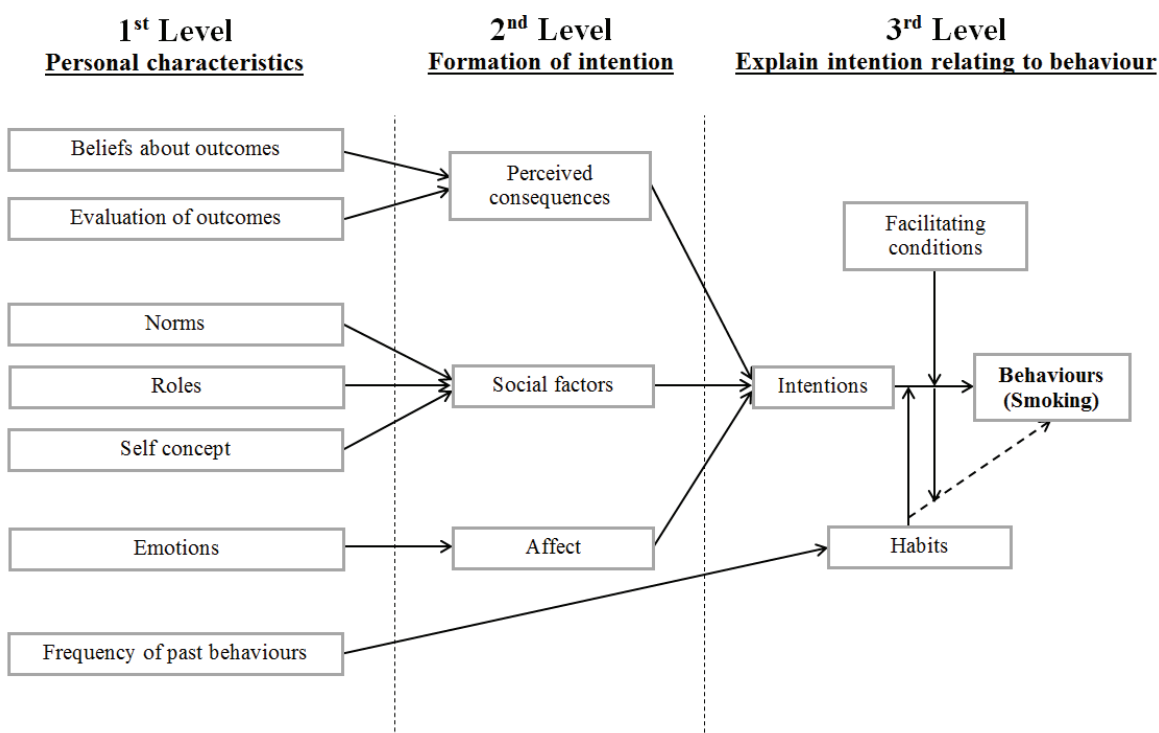 1st Level
Personal characteristics
2nd Level
Formation of intention
3rd Level
Explain intention relating to behaviour
Beliefs about outcomes
Evaluation of outcomes
Norms
Roles
Self concept
Emotions
Frequency of past behaviours
Perceived
consequences
Social factors
Affect
Facilitating
conditions
Intentions
Behaviours
(Smoking)
Habits